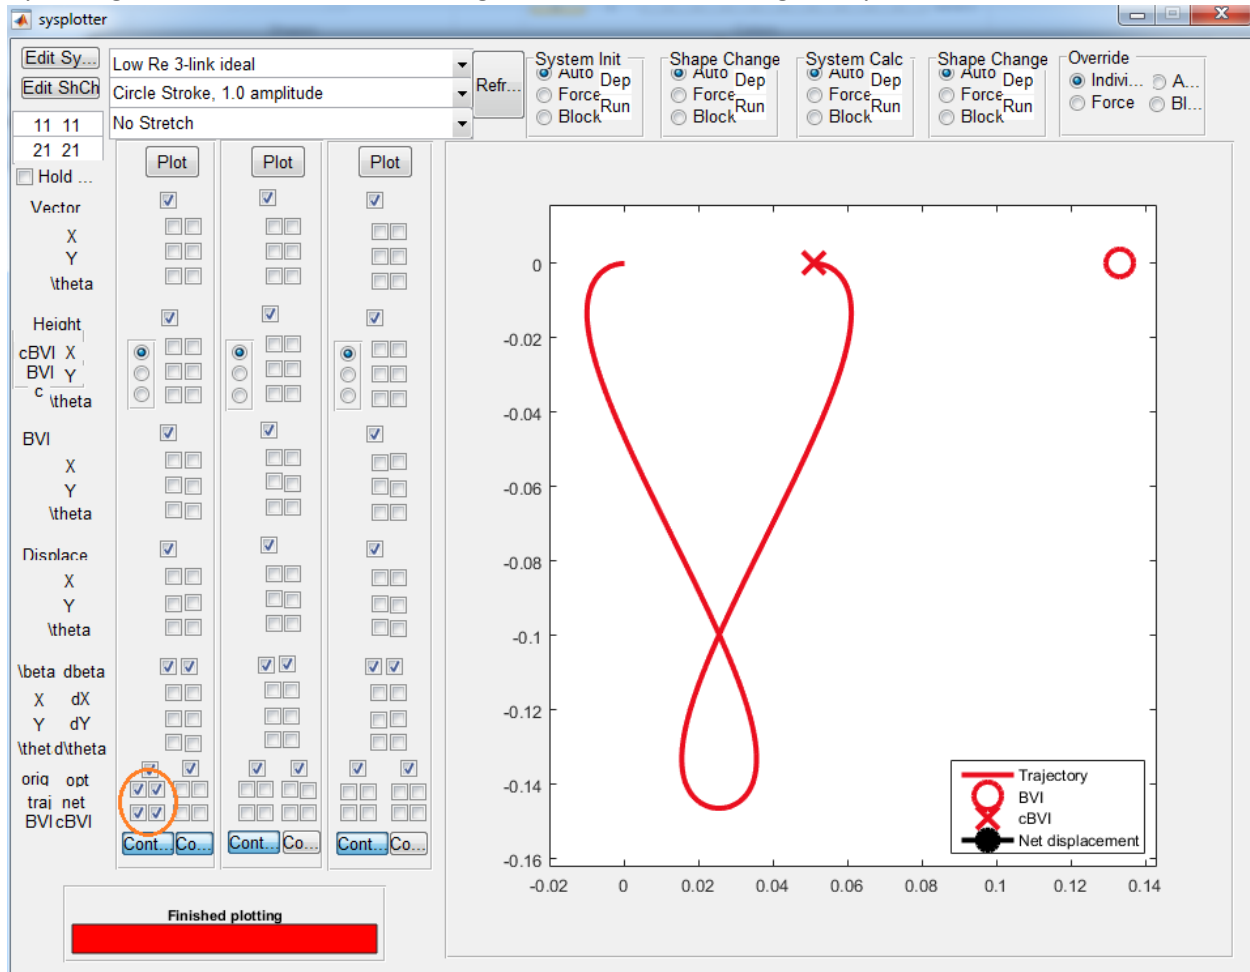 sysplotter
Edit Sy...
Low Re 3-link ideal
Edit ShCh
Circle Stroke, 1.0 amplitude
No Stretch
Refr...
System Init
Auto Dep
Force Run
Block
Shape Change
Auto Dep
Force Run
Block
System Calc
Auto Dep
Force Run
Block
Shape Change
Auto Dep
Force Run
Block
Override
Indivi... A...
Force Bl...
11 11
21 21
Hold ...
Plot Plot Plot
Vector
X
Y
\theta
Height
cBVI X
BVI Y
c \theta
BVI
X
Y
\theta
Displace
X
Y
\theta
\beta dbeta
X dX
Y dY
\thet d\theta
orig opt
traj net
BVI cBVI
Cont... Co... Cont... Co... Cont... Co...
Finished plotting
0
-0.02
-0.04
-0.06
-0.08
-0.1
-0.12
-0.14
-0.16
-0.02 0 0.02 0.04 0.06 0.08 0.1 0.12 0.14
Trajectory
BVI
cBVI
Net displacement